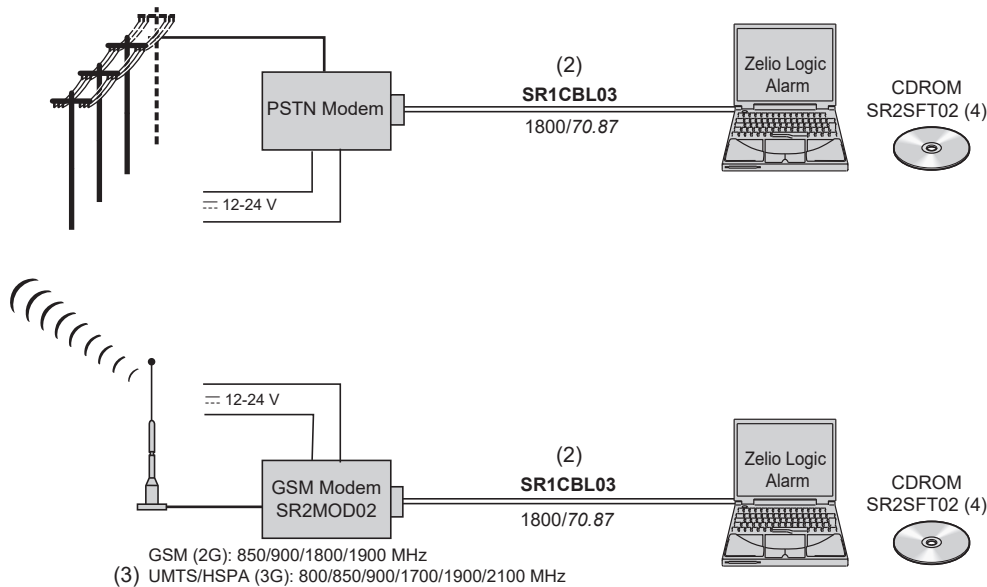 (2)
SR1CBL03
1800/70.87
PSTN Modem
Zelio Logic
Alarm
CDROM
SR2SFT02 (4)
12-24 V
12-24 V
(2)
SR1CBL03
1800/70.87
GSM Modem
SR2MOD02
Zelio Logic
Alarm
CDROM
SR2SFT02 (4)
GSM (2G): 850/900/1800/1900 MHz
(3) UMTS/HSPA (3G): 800/850/900/1700/1900/2100 MHz